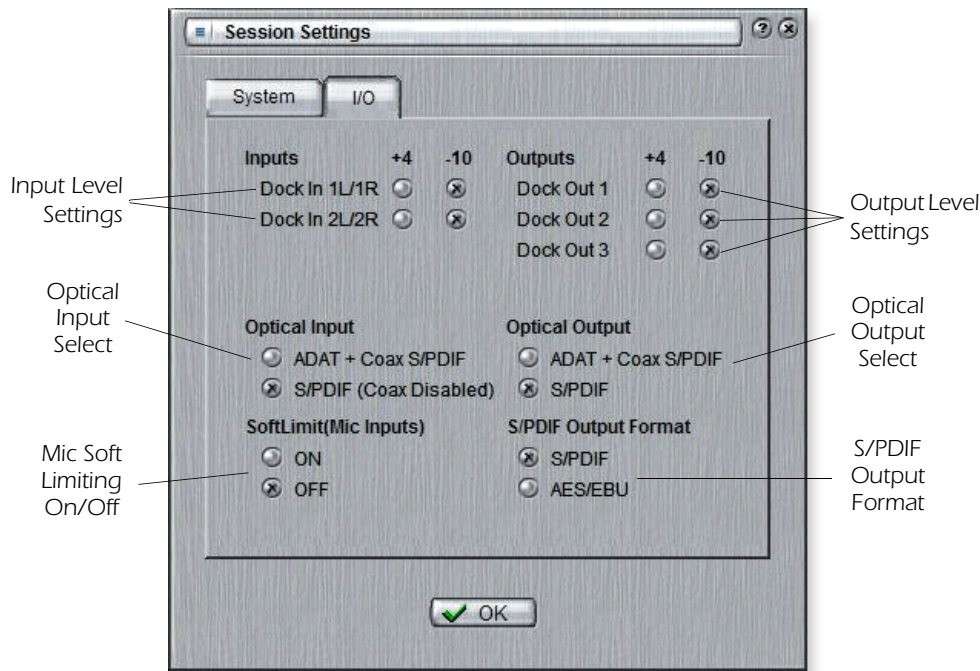 Session Settings
System
I/O
Inputs +4 -10
Dock In 1L/1R
Dock In 2L/2R
Outputs +4 -10
Dock Out 1
Dock Out 2
Dock Out 3
Input Level
Settings
Output Level
Settings
Optical
Input
Select
Optical Input
ADAT + Coax S/PDIF
S/PDIF (Coax Disabled)
Optical Output
ADAT + Coax S/PDIF
S/PDIF
Optical
Output
Select
Mic Soft
Limiting
On/Off
SoftLimit(Mic Inputs)
ON
OFF
S/PDIF Output Format
S/PDIF
AES/EBU
S/PDIF
Output
Format
OK